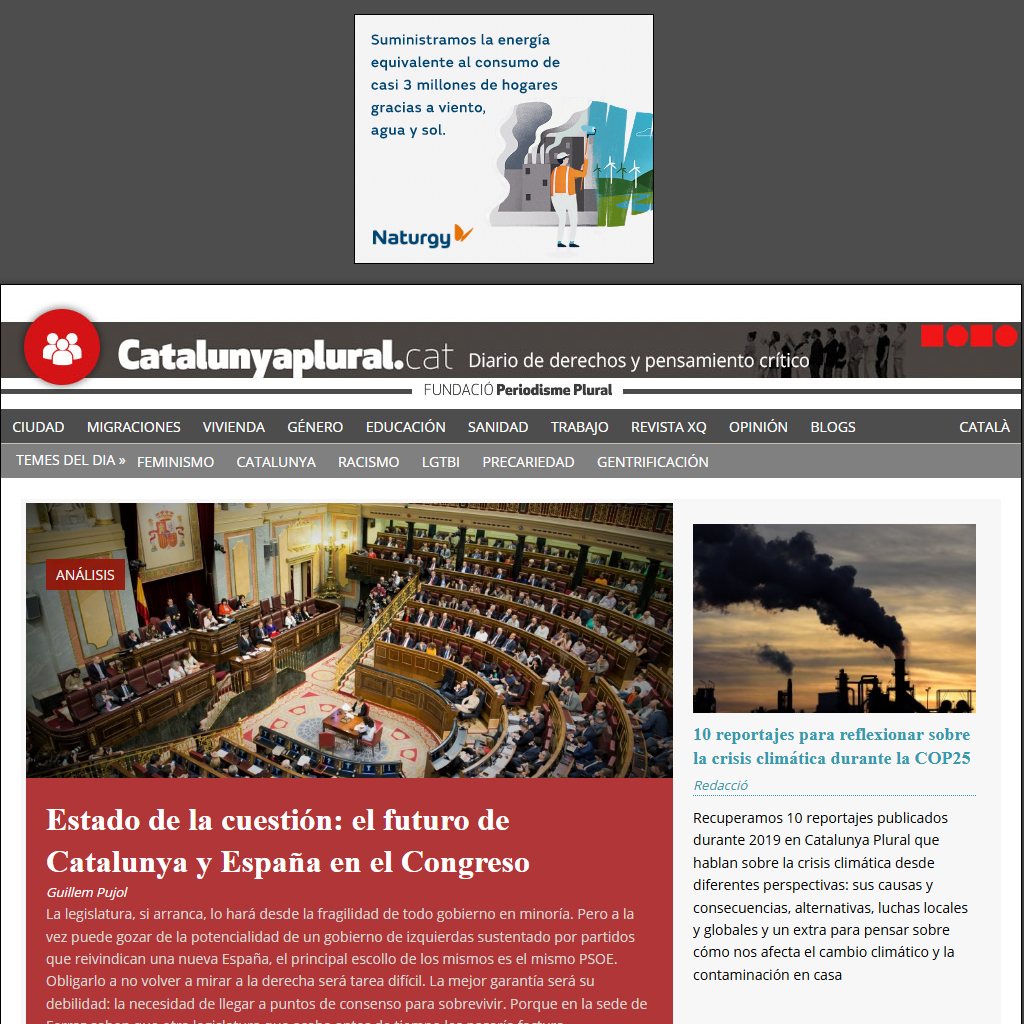 Suministramos la energía
equivalente al consumo de
casi 3 millones de hogares
gracias a viento,
agua y sol.
Naturgy
Catalunyaplural.cat Diario de derechos y pensamiento crítico
FUNDACIÓ Periodisme Plural
CIUDAD MIGRACIONES VIVIENDA GÉNERO EDUCACIÓN SANIDAD TRABAJO REVISTA XQ OPINIÓN BLOGS CATALÀ
TEMES DEL DIA » FEMINISMO CATALUNYA RACISMO LGTBI PRECARIEDAD GENTRIFICACIÓN
ANÁLISIS
Estado de la cuestión: el futuro de
Catalunya y España en el Congreso
Guillem Pujol
La legislatura, si arranca, lo hará desde la fragilidad de todo gobierno en minoría. Pero a la
vez puede gozar de la potencialidad de un gobierno de izquierdas sustentado por partidos
que reivindican una nueva España, el principal escollo de los mismos es el mismo PSOE.
Obligarlo a no volver a mirar a la derecha será tarea difícil. La mejor garantía será su
debilidad: la necesidad de llegar a puntos de consenso para sobrevivir. Porque en la sede de
10 reportajes para reflexionar sobre
la crisis climática durante la COP25
Redacció
Recuperamos 10 reportajes publicados
durante 2019 en Catalunya Plural que
hablan sobre la crisis climática desde
diferentes perspectivas: sus causas y
consecuencias, alternativas, luchas locales
y globales y un extra para pensar sobre
cómo nos afecta el cambio climático y la
contaminación en casa